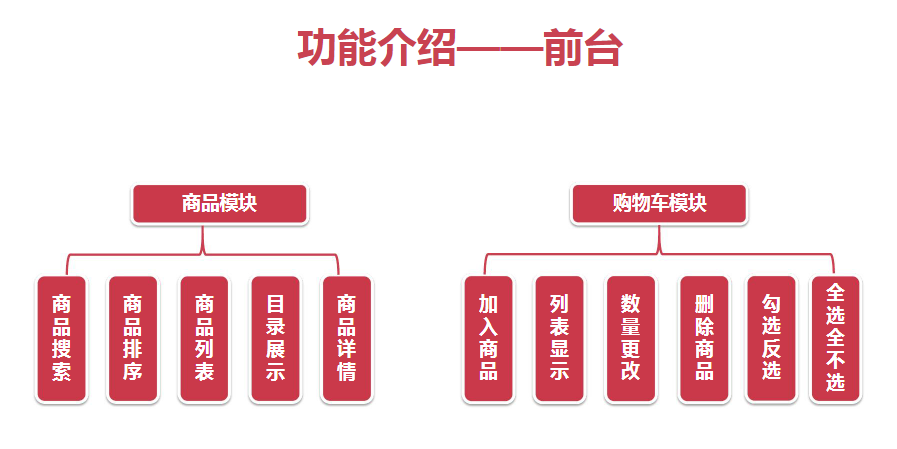 功能介绍——前台
商品模块
商品搜索
商品排序
商品列表
目录展示
商品详情
购物车模块
加入商品
列表显示
数量更改
删除商品
勾选反选
全选全不选